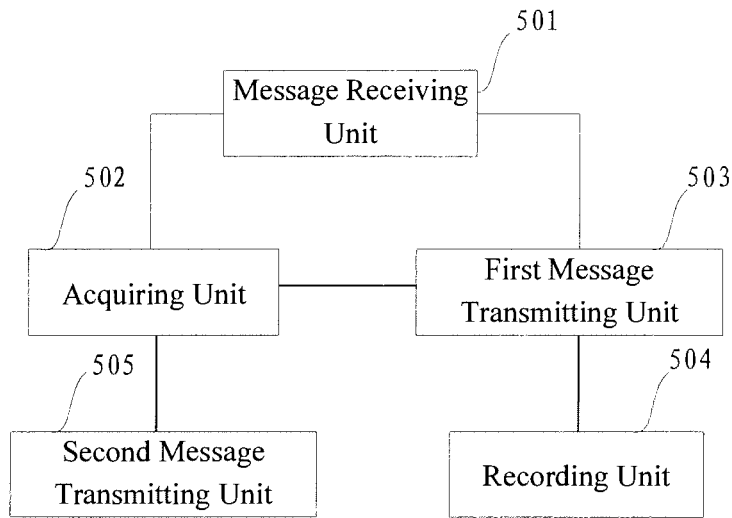 501
Message Receiving
Unit
502
503
Acquiring Unit
First Message
Transmitting Unit
505
504
Second Message
Transmitting Unit
Recording Unit